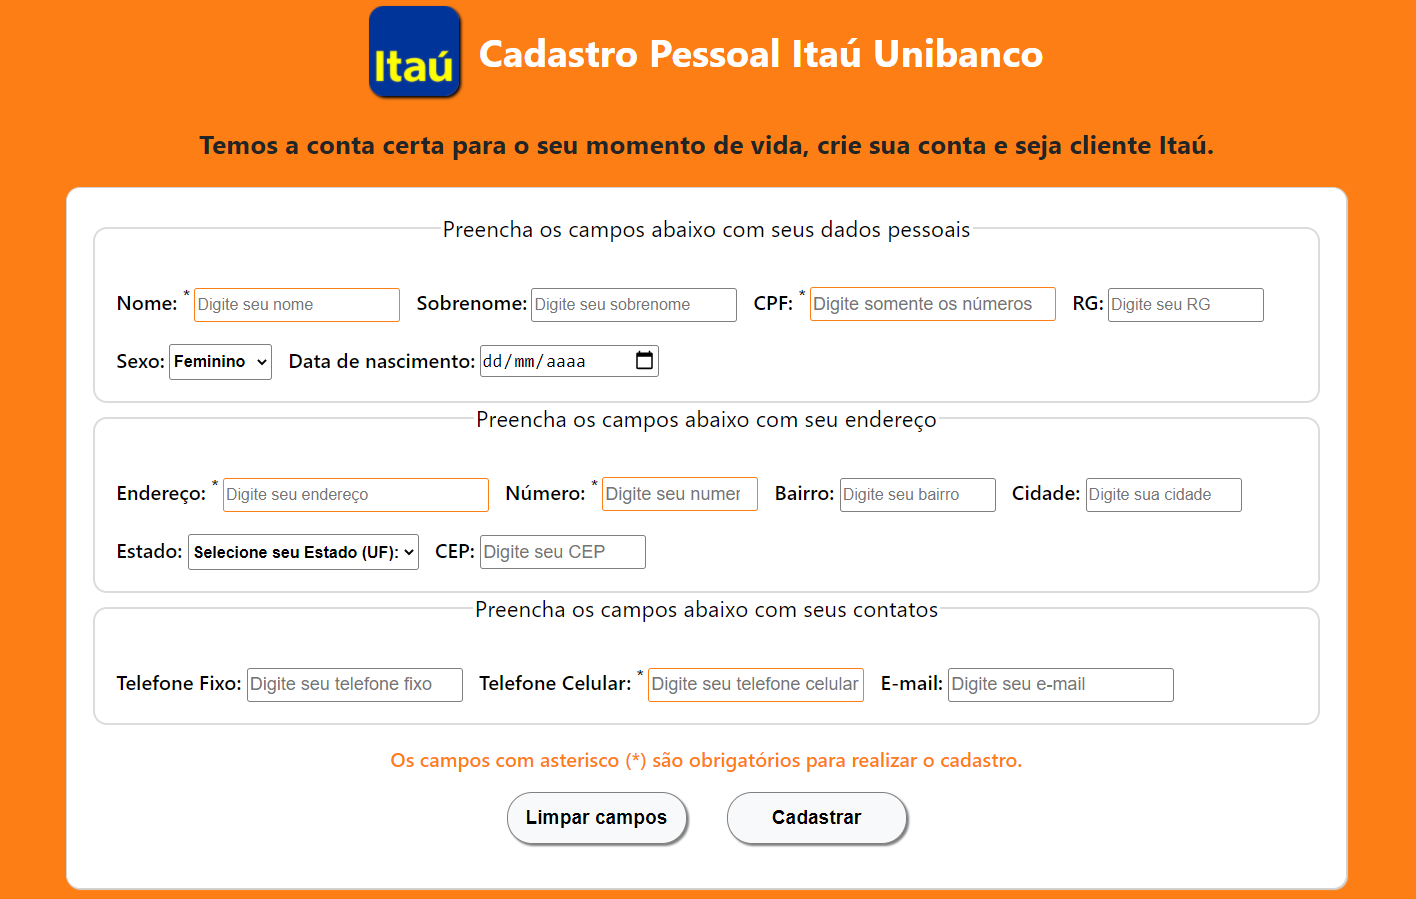 Itaú
Cadastro Pessoal Itaú Unibanco
Temos a conta certa para o seu momento de vida, crie sua conta e seja cliente Itaú.
Preencha os campos abaixo com seus dados pessoais
Nome: * Digite seu nome Sobrenome: Digite seu sobrenome CPF: * Digite somente os números RG: Digite seu RG
Sexo: Feminino Data de nascimento: dd/mm/aaaa
Preencha os campos abaixo com seu endereço
Endereço: * Digite seu endereço Número: * Digite seu numer Bairro: Digite seu bairro Cidade: Digite sua cidade
Estado: Selecione seu Estado (UF): CEP: Digite seu CEP
Preencha os campos abaixo com seus contatos
Telefone Fixo: Digite seu telefone fixo Telefone Celular: * Digite seu telefone celular E-mail: Digite seu e-mail
Os campos com asterisco (*) são obrigatórios para realizar o cadastro.
Limpar campos Cadastrar